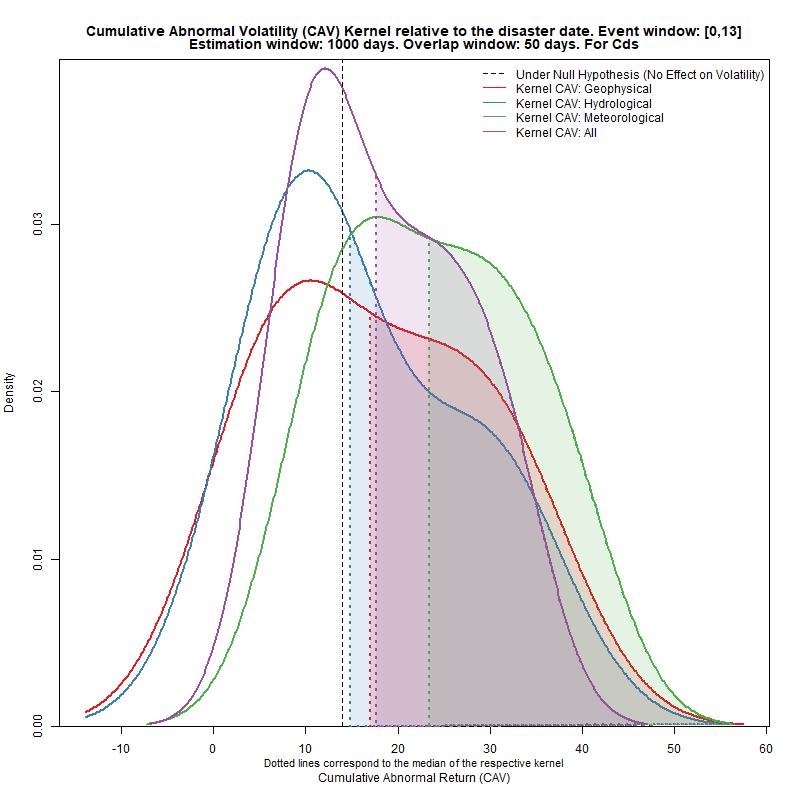 Cumulative Abnormal Volatility (CAV) Kernel relative to the disaster date. Event window: [0,13]
Estimation window: 1000 days. Overlap window: 50 days. For Cds
Under Null Hypothesis (No Effect on Volatility)
Kernel CAV: Geophysical
Kernel CAV: Hydrological
Kernel CAV: Meteorological
Kernel CAV: All
Density
0.03
0.02
0.01
0.00
-10 0 10 20 30 40 50 60
Dotted lines correspond to the median of the respective kernel
Cumulative Abnormal Return (CAV)